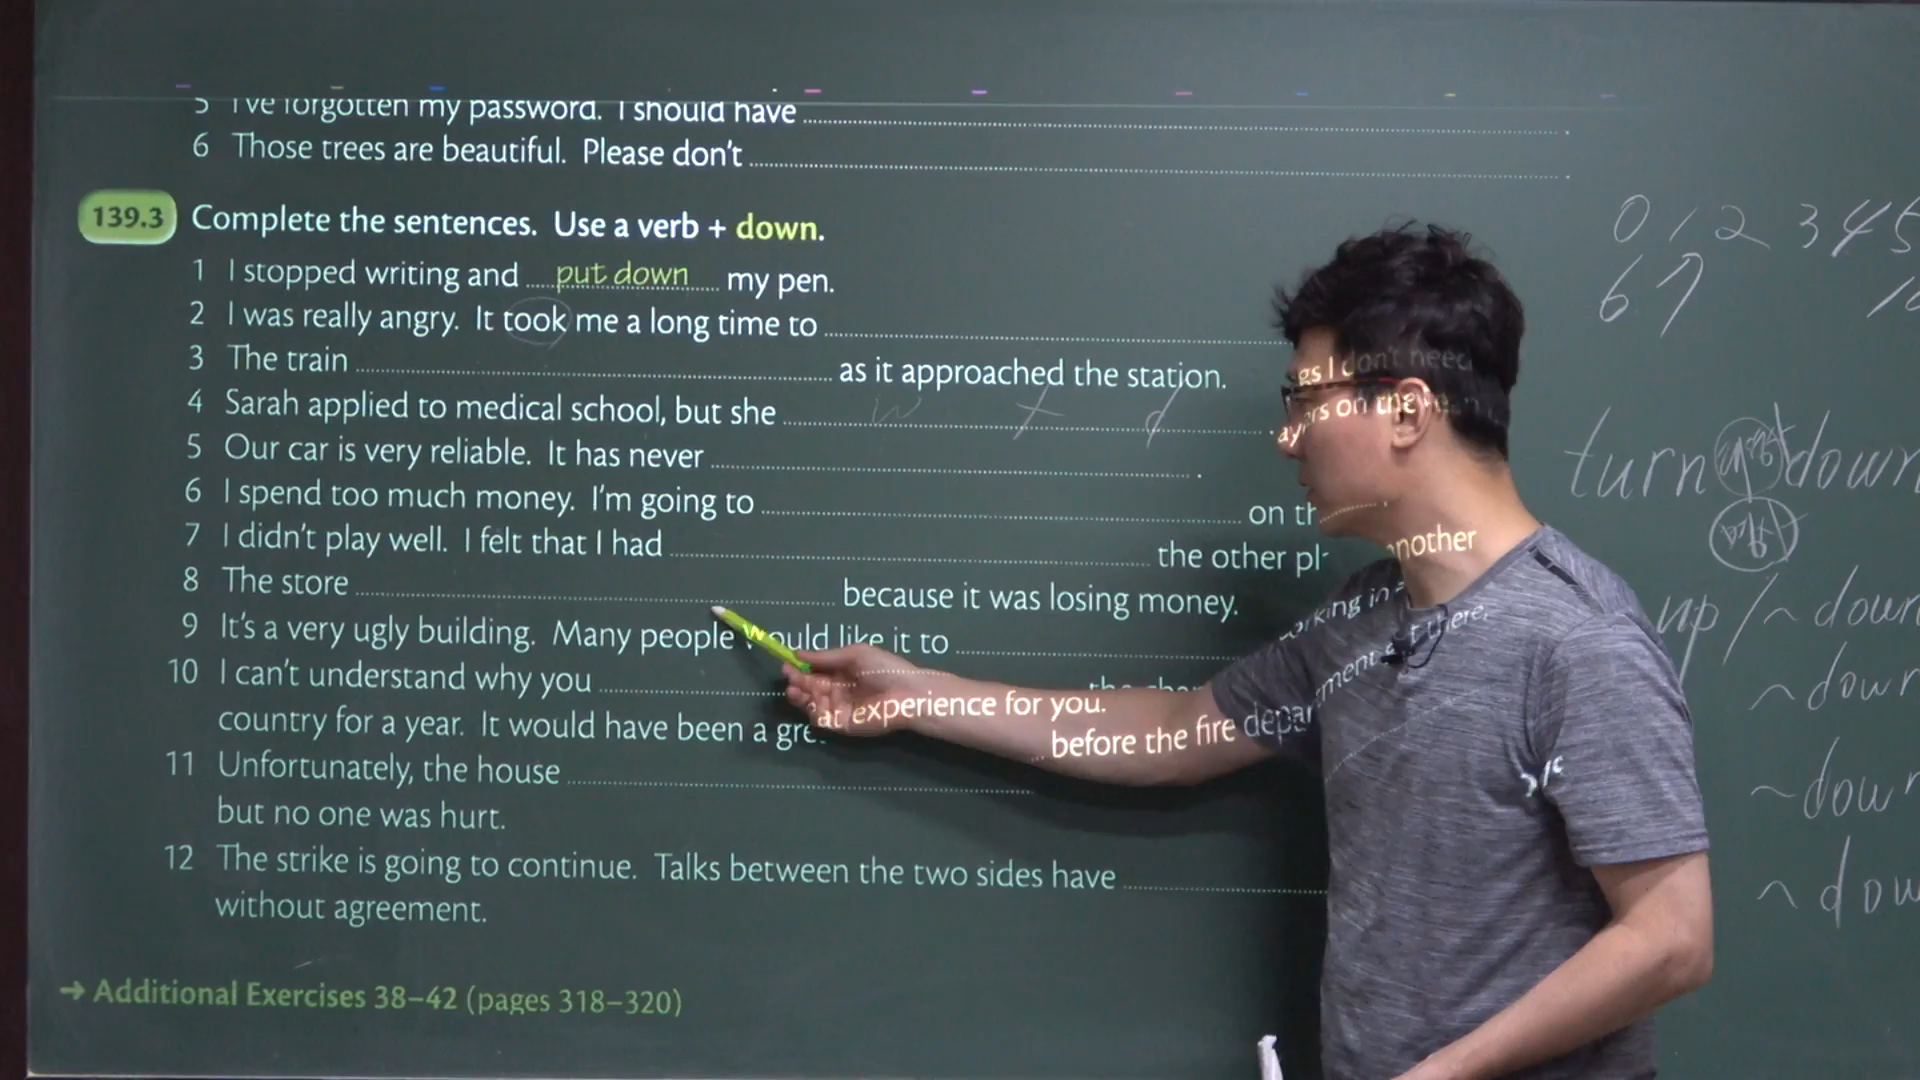 5 I've forgotten my password. I should have
6 Those trees are beautiful. Please don't
139.3 Complete the sentences. Use a verb + down.
1 I stopped writing and put down my pen.
2 I was really angry. It took me a long time to
3 The train as it approached the station.
4 Sarah applied to medical school, but she w t d
5 Our car is very reliable. It has never
6 I spend too much money. I'm going to on
7 I didn't play well. I felt that I had the other
8 The store because it was losing money.
9 It's a very ugly building. Many people would like it to
10 I can't understand why you another
country for a year. It would have been a great experience for you.
11 Unfortunately, the house before the fire
but no one was hurt.
12 The strike is going to continue. Talks between the two sides have
without agreement.
→ Additional Exercises 38–42 (pages 318–320)
0 1 2 3 4 5
6 7
turn down
up / ~ down
~ down
~ down
~ dow